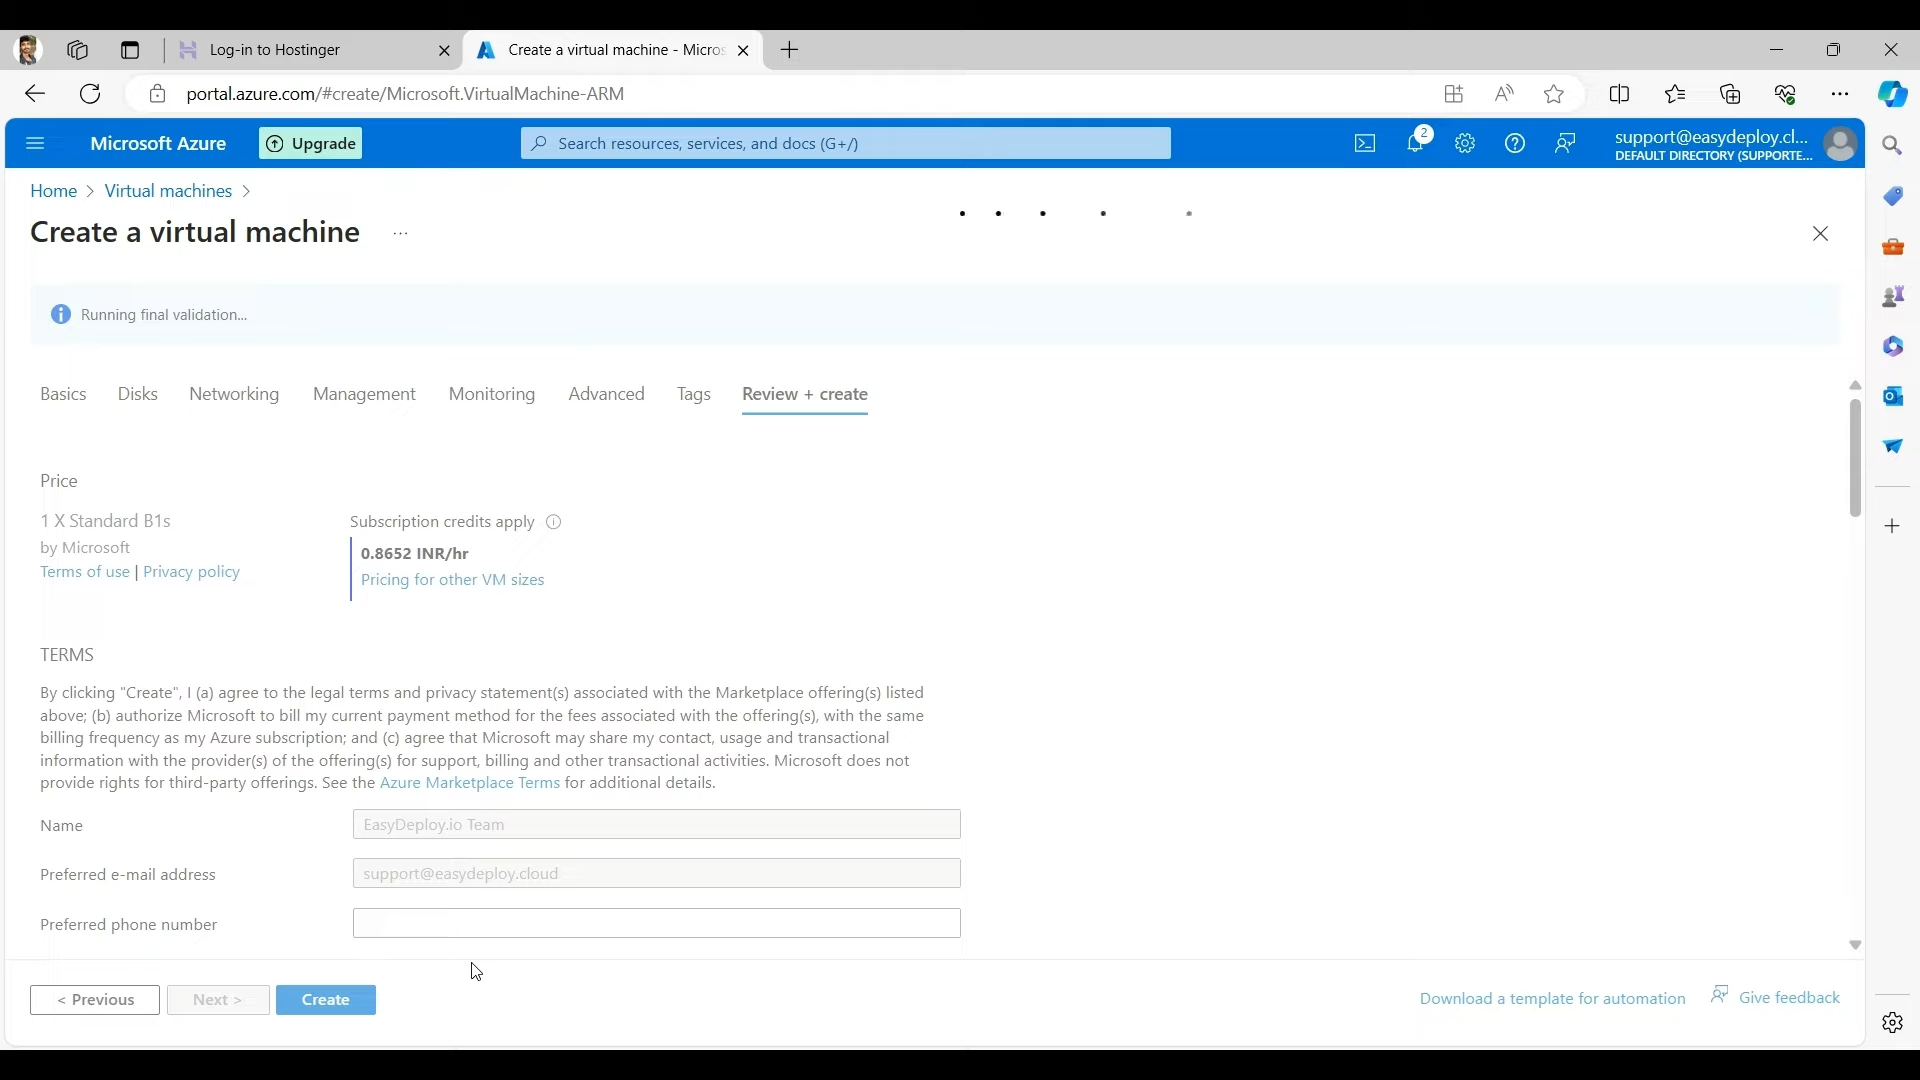 Log-in to Hostinger
Create a virtual machine - Micros
portal.azure.com/#create/Microsoft.VirtualMachine-ARM
Microsoft Azure
Upgrade
Search resources, services, and docs (G+/)
2
support@easydeploy.cl...
DEFAULT DIRECTORY (SUPPORTE...
Home > Virtual machines >
Create a virtual machine ...
Running final validation...
Basics Disks Networking Management Monitoring Advanced Tags Review + create
Price
1 X Standard B1s
by Microsoft
Terms of use | Privacy policy
Subscription credits apply
0.8652 INR/hr
Pricing for other VM sizes
TERMS
By clicking "Create", I (a) agree to the legal terms and privacy statement(s) associated with the Marketplace offering(s) listed
above; (b) authorize Microsoft to bill my current payment method for the fees associated with the offering(s), with the same
billing frequency as my Azure subscription; and (c) agree that Microsoft may share my contact, usage and transactional
information with the provider(s) of the offering(s) for support, billing and other transactional activities. Microsoft does not
provide rights for third-party offerings. See the Azure Marketplace Terms for additional details.
Name
EasyDeploy.io Team
Preferred e-mail address
support@easydeploy.cloud
Preferred phone number
< Previous
Next >
Create
Download a template for automation
Give feedback